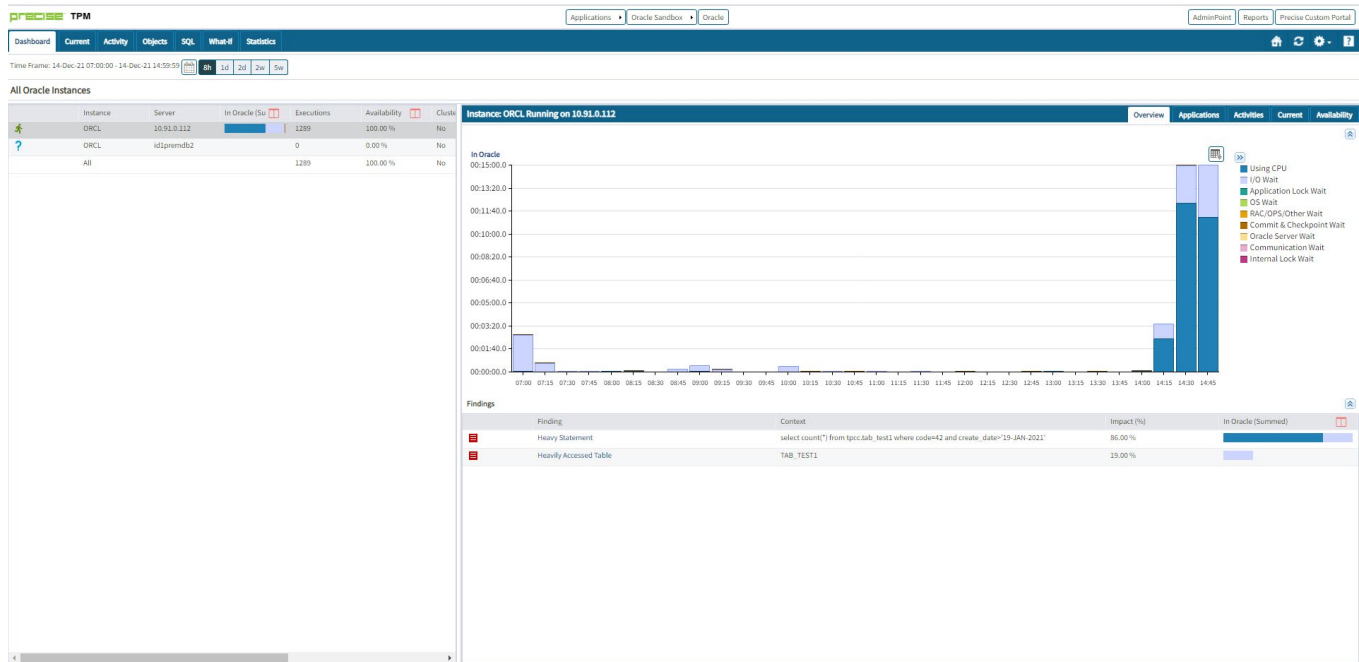 precise TPM
Applications Oracle Sandbox Oracle
AdminPoint Reports Precise Custom Portal
Dashboard Current Activity Objects SQL What-If Statistics
Time Frame: 14-Dec-21 07:00:00 - 14-Dec-21 14:59:59 8h 1d 2d 2w 5w
All Oracle Instances
Instance Server In Oracle (Su Executions Availability Cluste
ORCL 10.91.0.112 1289 100.00 % No
? ORCL id1premdb2 0 0.00 % No
All 1289 100.00 % No
Instance: ORCL Running on 10.91.0.112
Overview Applications Activities Current Availability
In Oracle
00:15:00.0
00:13:20.0
00:11:40.0
00:10:00.0
00:08:20.0
00:06:40.0
00:05:00.0
00:03:20.0
00:01:40.0
00:00:00.0
07:00 07:15 07:30 07:45 08:00 08:15 08:30 08:45 09:00 09:15 09:30 09:45 10:00 10:15 10:30 10:45 11:00 11:15 11:30 11:45 12:00 12:15 12:30 12:45 13:00 13:15 13:30 13:45 14:00 14:15 14:30 14:45
Using CPU
I/O Wait
Application Lock Wait
OS Wait
RAC/OPS/Other Wait
Commit & Checkpoint Wait
Oracle Server Wait
Communication Wait
Internal Lock Wait
Findings
Finding Context Impact (%) In Oracle (Summed)
Heavy Statement select count(*) from tpcc.tab_test1 where code=42 and create_date>'19-JAN-2021' 86.00 %
Heavily Accessed Table TAB_TEST1 19.00 %